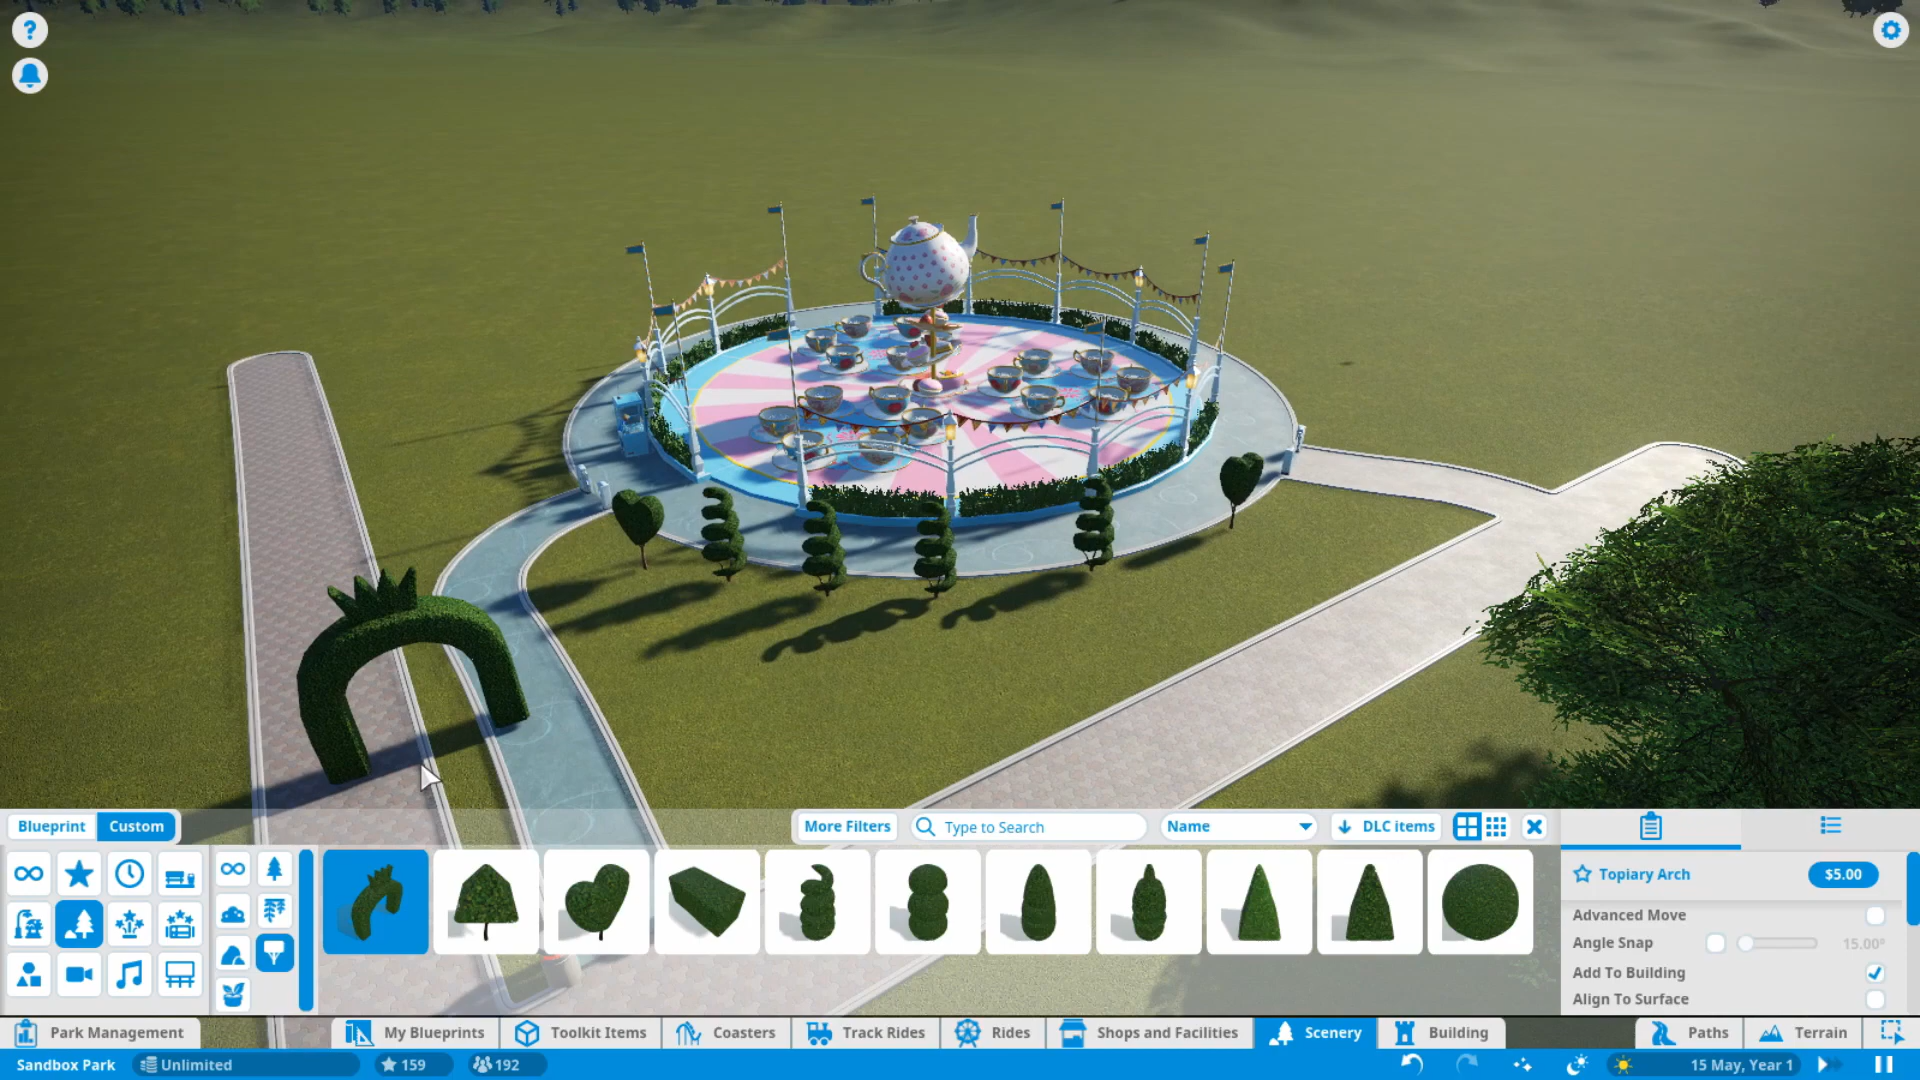 ?
Blueprint Custom
More Filters Type to Search Name DLC items
Topiary Arch $5.00
Advanced Move
Angle Snap 15.00°
Add To Building
Align To Surface
Park Management My Blueprints Toolkit Items Coasters Track Rides Rides Shops and Facilities Scenery Building Paths Terrain
Sandbox Park Unlimited 159 192 15 May, Year 1